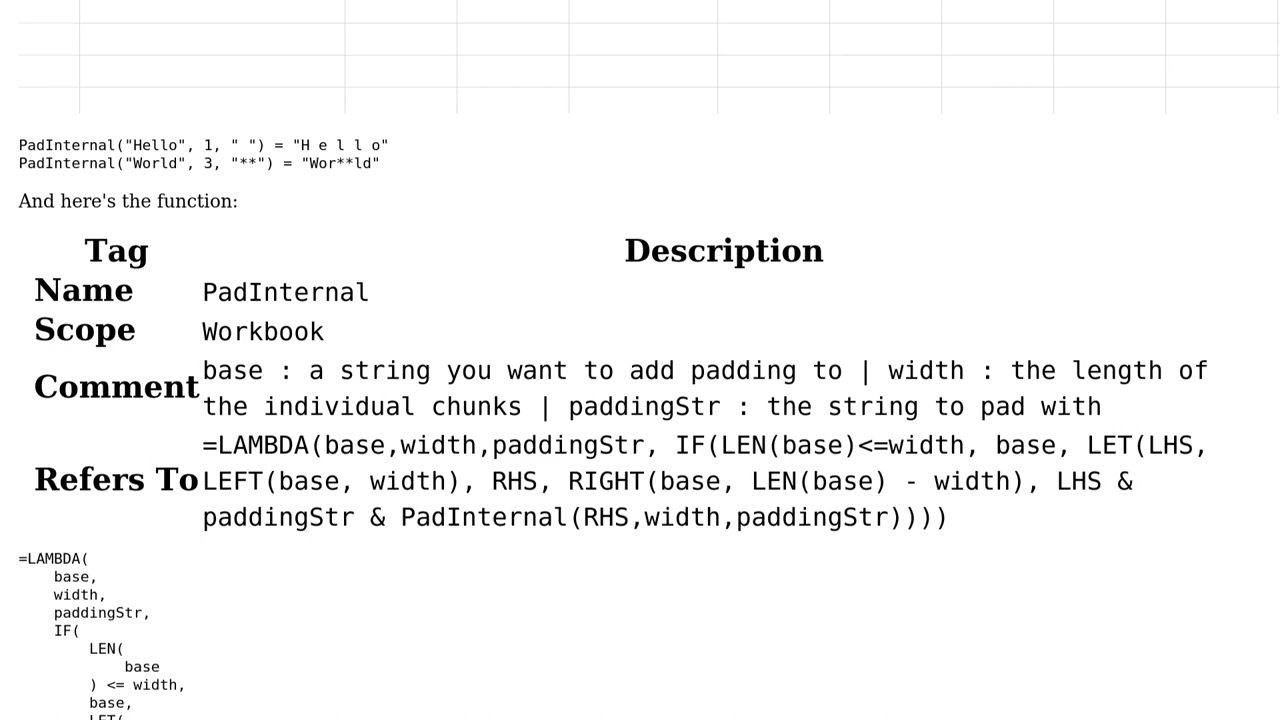 PadInternal("Hello", 1, " ") = "H e l l o"
PadInternal("World", 3, "**") = "Wor**ld"
And here's the function:
Tag Description
Name PadInternal
Scope Workbook
Comment base : a string you want to add padding to | width : the length of
the individual chunks | paddingStr : the string to pad with
Refers To =LAMBDA(base,width,paddingStr, IF(LEN(base)<=width, base, LET(LHS,
LEFT(base, width), RHS, RIGHT(base, LEN(base) - width), LHS &
paddingStr & PadInternal(RHS,width,paddingStr))))
=LAMBDA(
    base,
    width,
    paddingStr,
    IF(
        LEN(
            base
        ) <= width,
        base,
        LET(